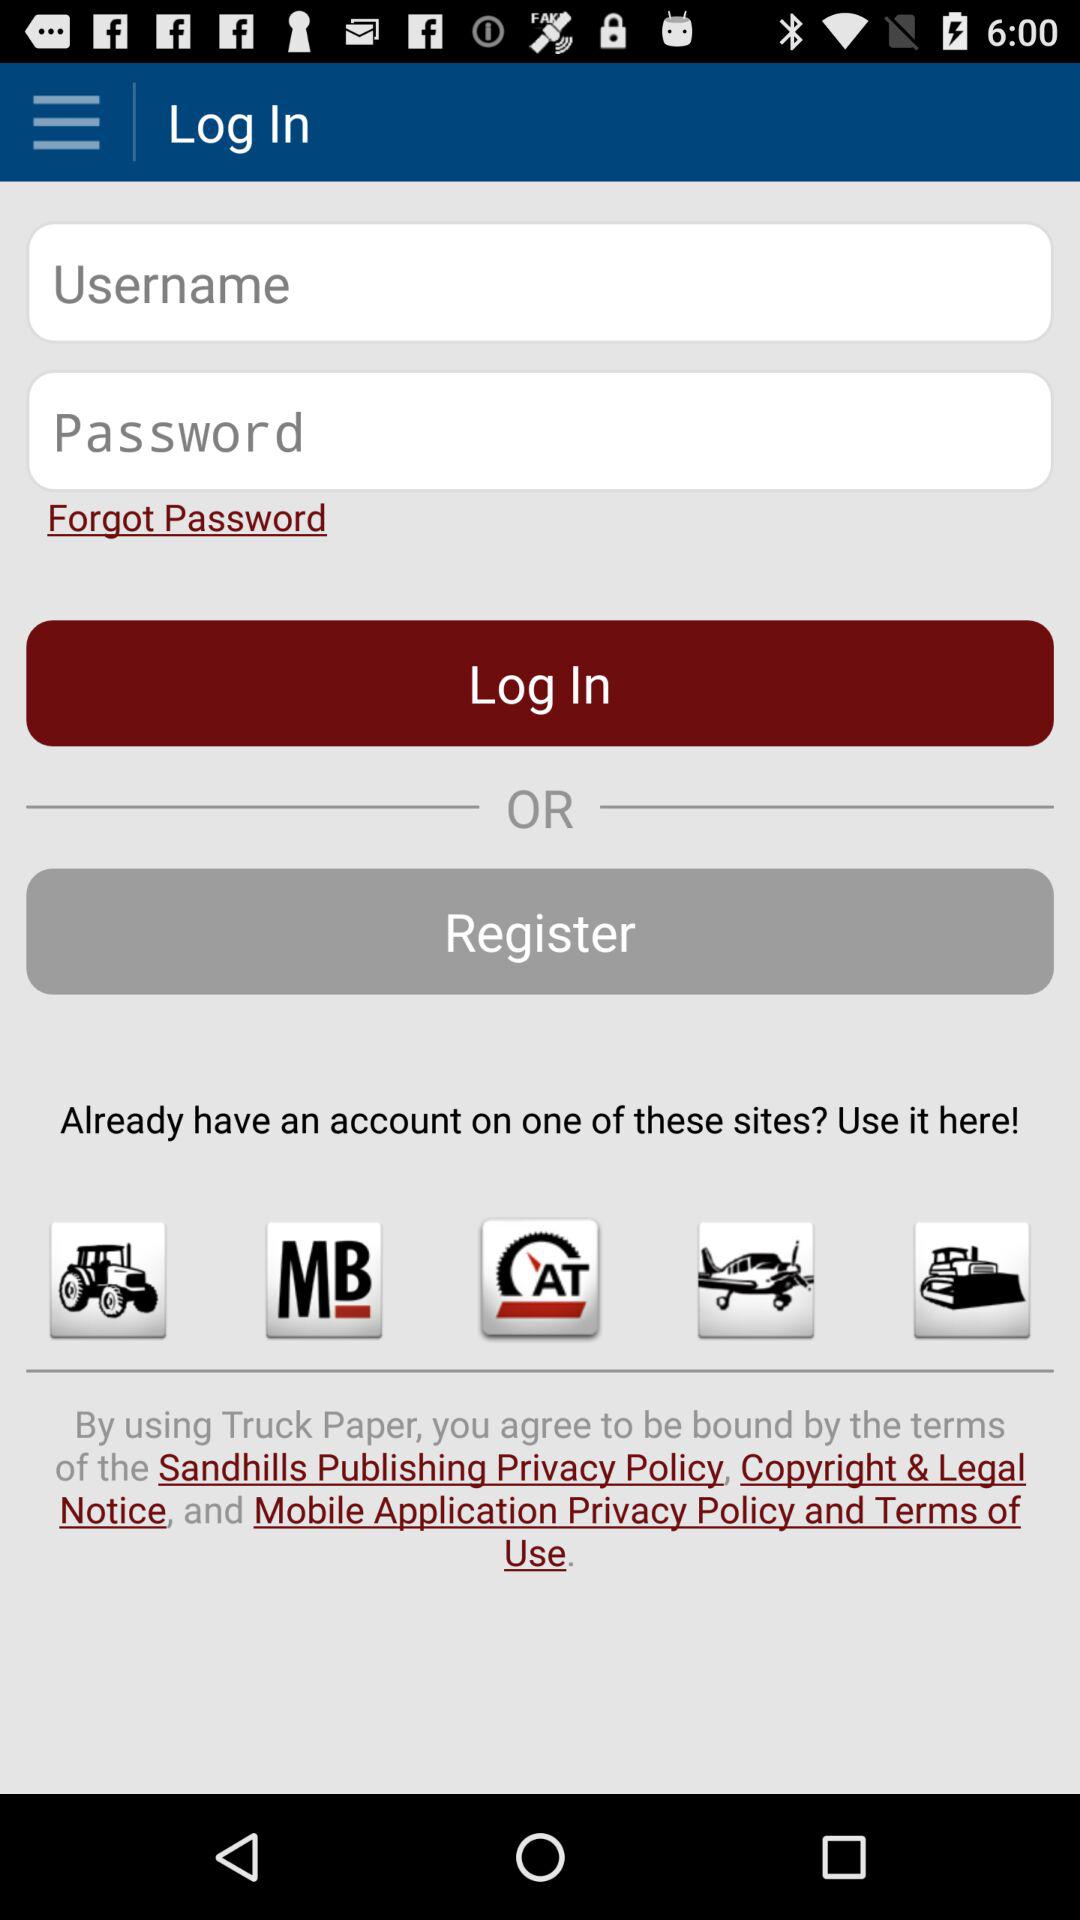 FAKE
6:00
Log In
Username
Password
Forgot Password
Log In
OR
Register
Already have an account on one of these sites? Use it here!
MB
AT
By using Truck Paper, you agree to be bound by the terms
of the Sandhills Publishing Privacy Policy, Copyright & Legal
Notice, and Mobile Application Privacy Policy and Terms of
Use.